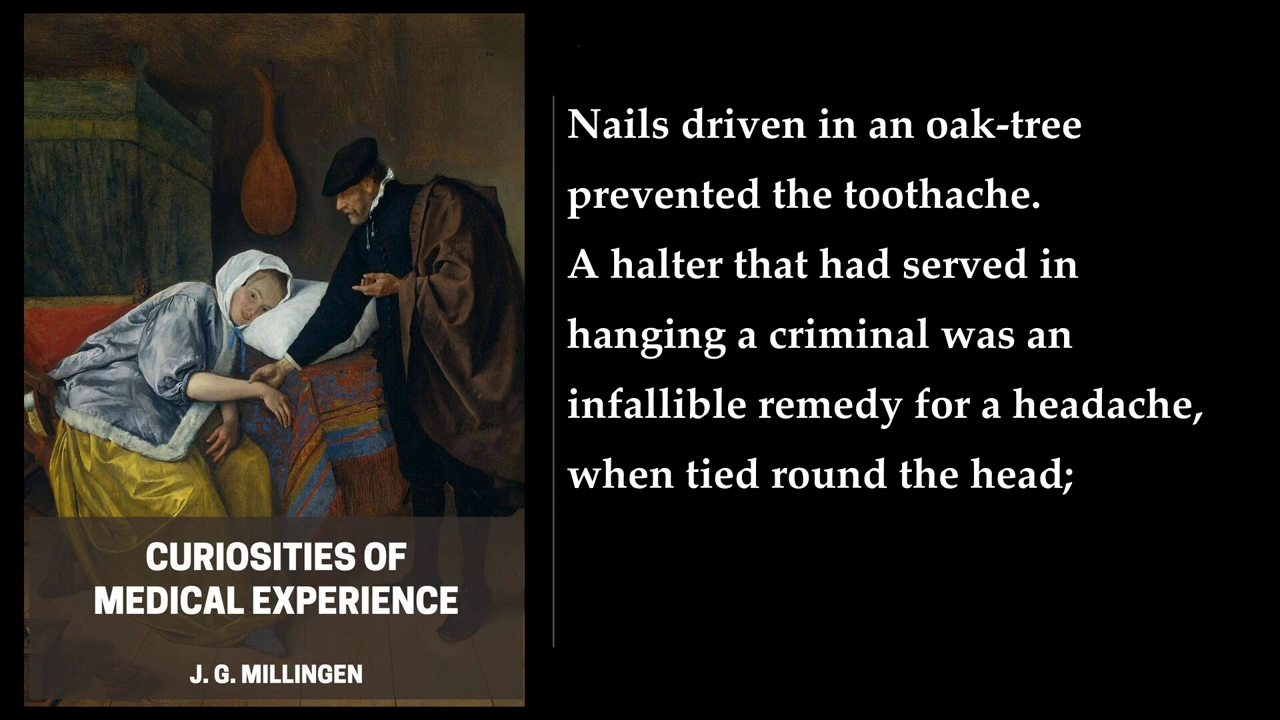 CURIOSITIES OF
MEDICAL EXPERIENCE
J. G. MILLINGEN
Nails driven in an oak-tree
prevented the toothache.
A halter that had served in
hanging a criminal was an
infallible remedy for a headache,
when tied round the head;